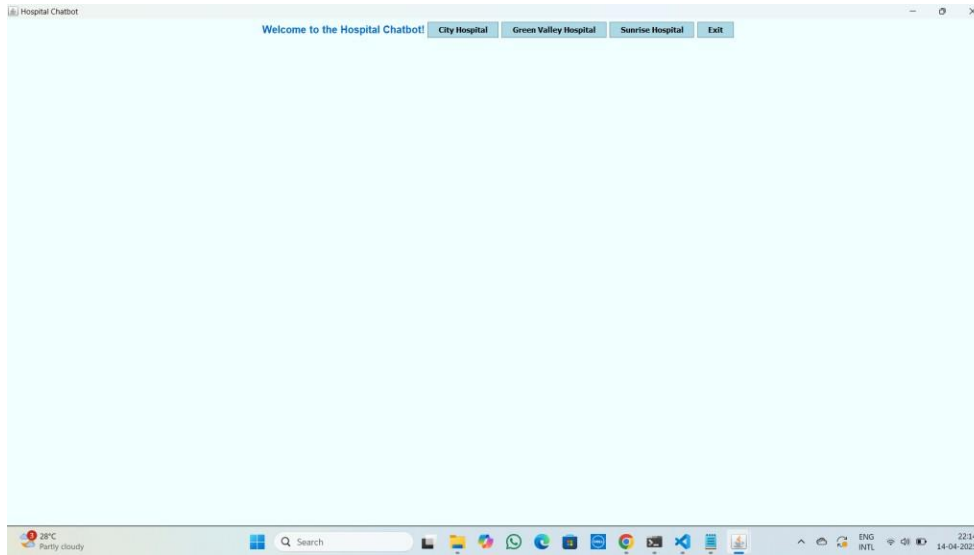 Hospital Chatbot
Welcome to the Hospital Chatbot! City Hospital Green Valley Hospital Sunrise Hospital Exit
3 28°C
Partly cloudy
Search
ENG
INTL